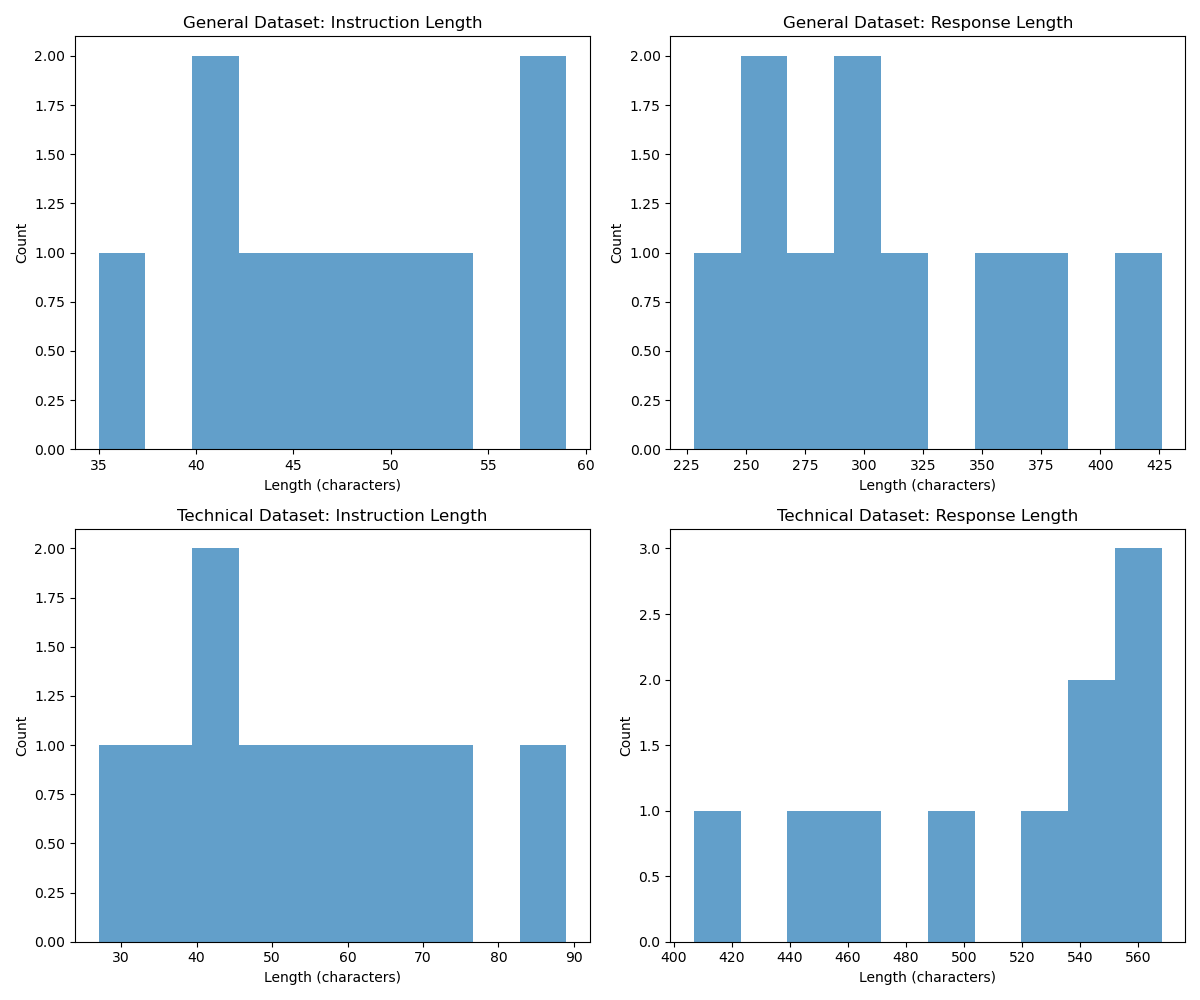 General Dataset: Instruction Length
2.00
1.75
1.50
1.25
1.00
0.75
0.50
0.25
0.00
Count
35 40 45 50 55 60
Length (characters)
General Dataset: Response Length
2.00
1.75
1.50
1.25
1.00
0.75
0.50
0.25
0.00
Count
225 250 275 300 325 350 375 400 425
Length (characters)
Technical Dataset: Instruction Length
2.00
1.75
1.50
1.25
1.00
0.75
0.50
0.25
0.00
Count
30 40 50 60 70 80 90
Length (characters)
Technical Dataset: Response Length
3.0
2.5
2.0
1.5
1.0
0.5
0.0
Count
400 420 440 460 480 500 520 540 560
Length (characters)